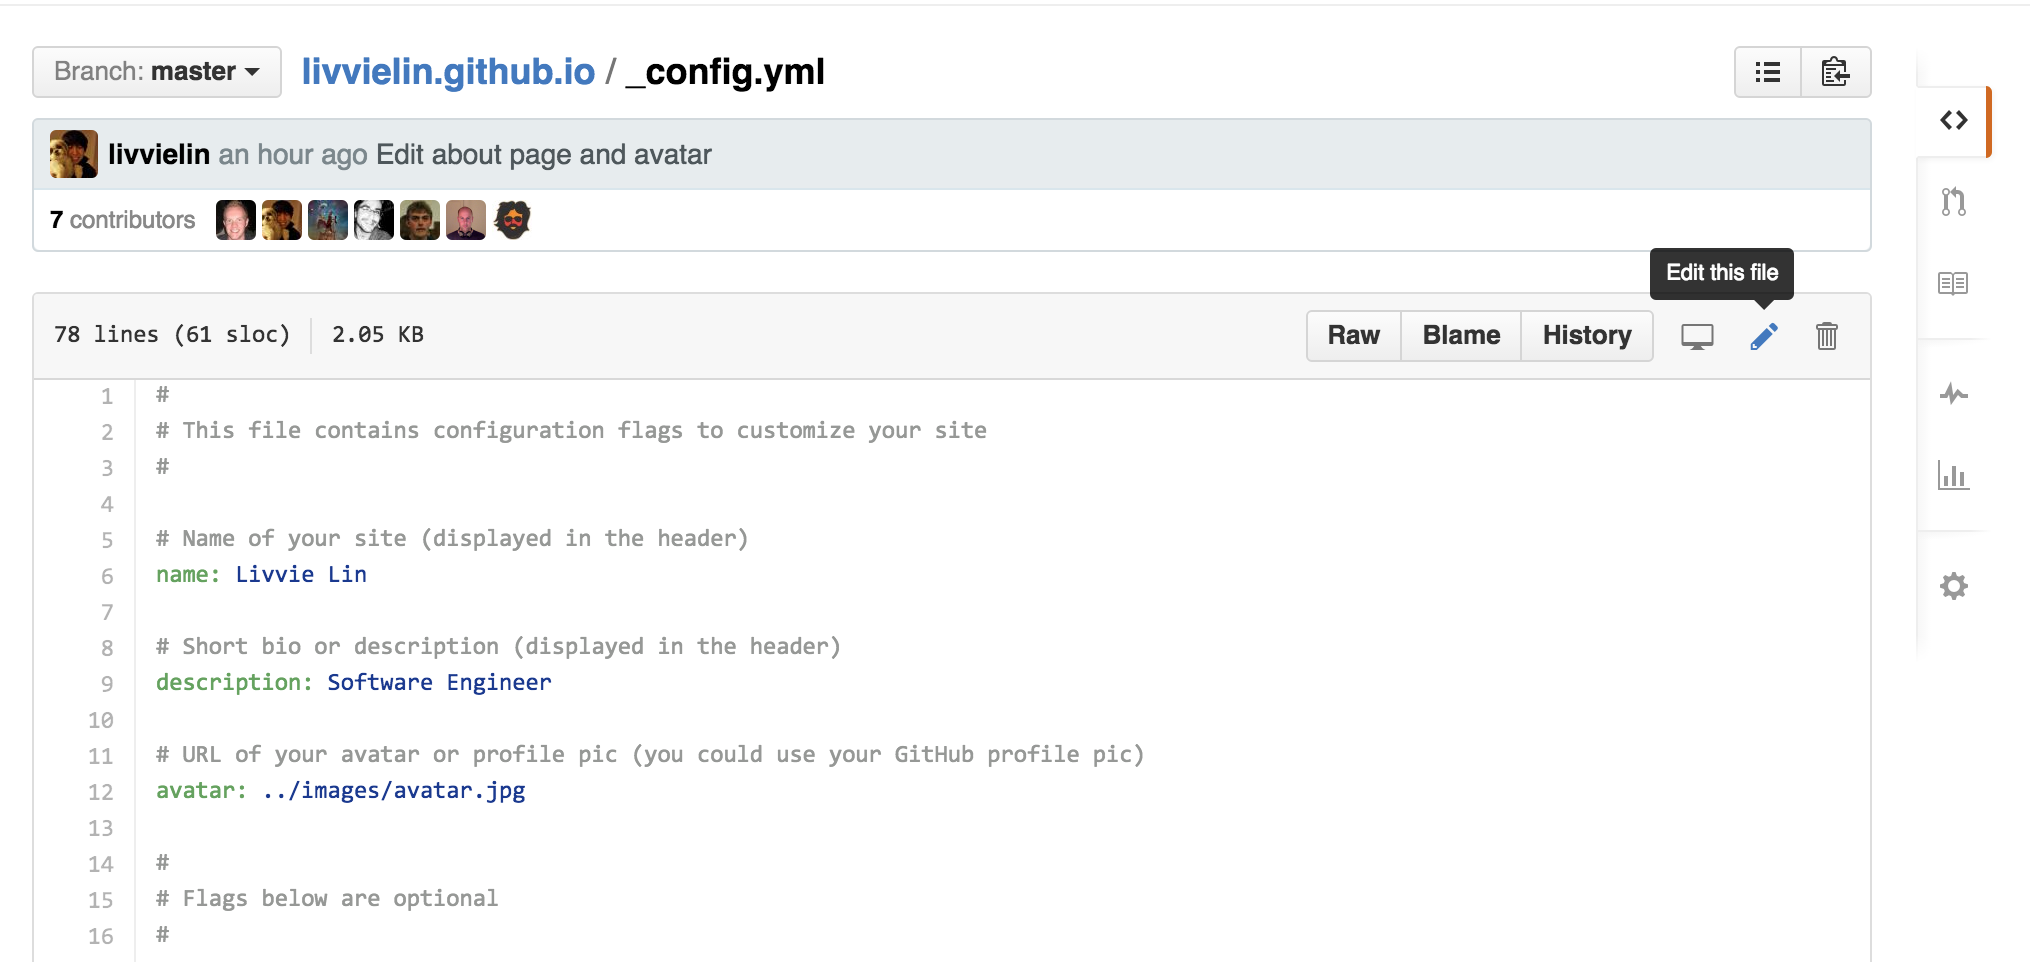 Branch: master livvielin.github.io / _config.yml
livvielin an hour ago Edit about page and avatar
7 contributors
Edit this file
78 lines (61 sloc) 2.05 KB Raw Blame History
1 #
2 # This file contains configuration flags to customize your site
3 #
4
5 # Name of your site (displayed in the header)
6 name: Livvie Lin
7
8 # Short bio or description (displayed in the header)
9 description: Software Engineer
10
11 # URL of your avatar or profile pic (you could use your GitHub profile pic)
12 avatar: ../images/avatar.jpg
13
14 #
15 # Flags below are optional
16 #